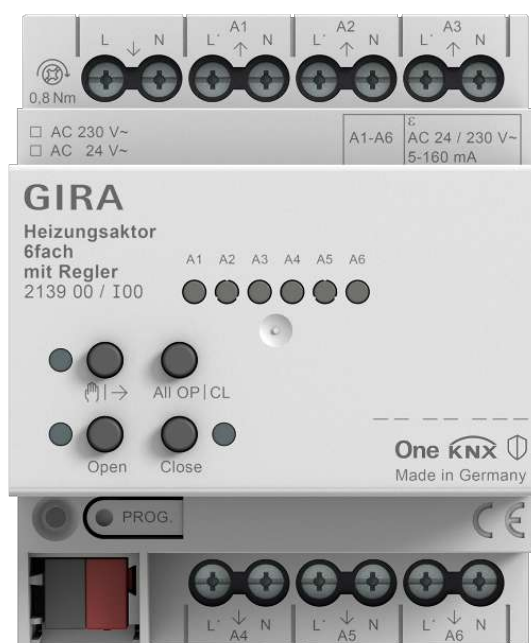 A1 A2 A3
L ↓ N L' ↑ N L' ↑ N L' ↑ N
0,8 Nm
□ AC 230 V~
□ AC 24 V~
A1-A6
ε
AC 24 / 230 V~
5-160 mA
GIRA
Heizungsaktor
6fach
mit Regler
2139 00 / I00
A1 A2 A3 A4 A5 A6
| → All OP | CL
Open Close
One KNX
Made in Germany
PROG.
CE
L' ↓ N L' ↓ N L' ↓ N
A4 A5 A6